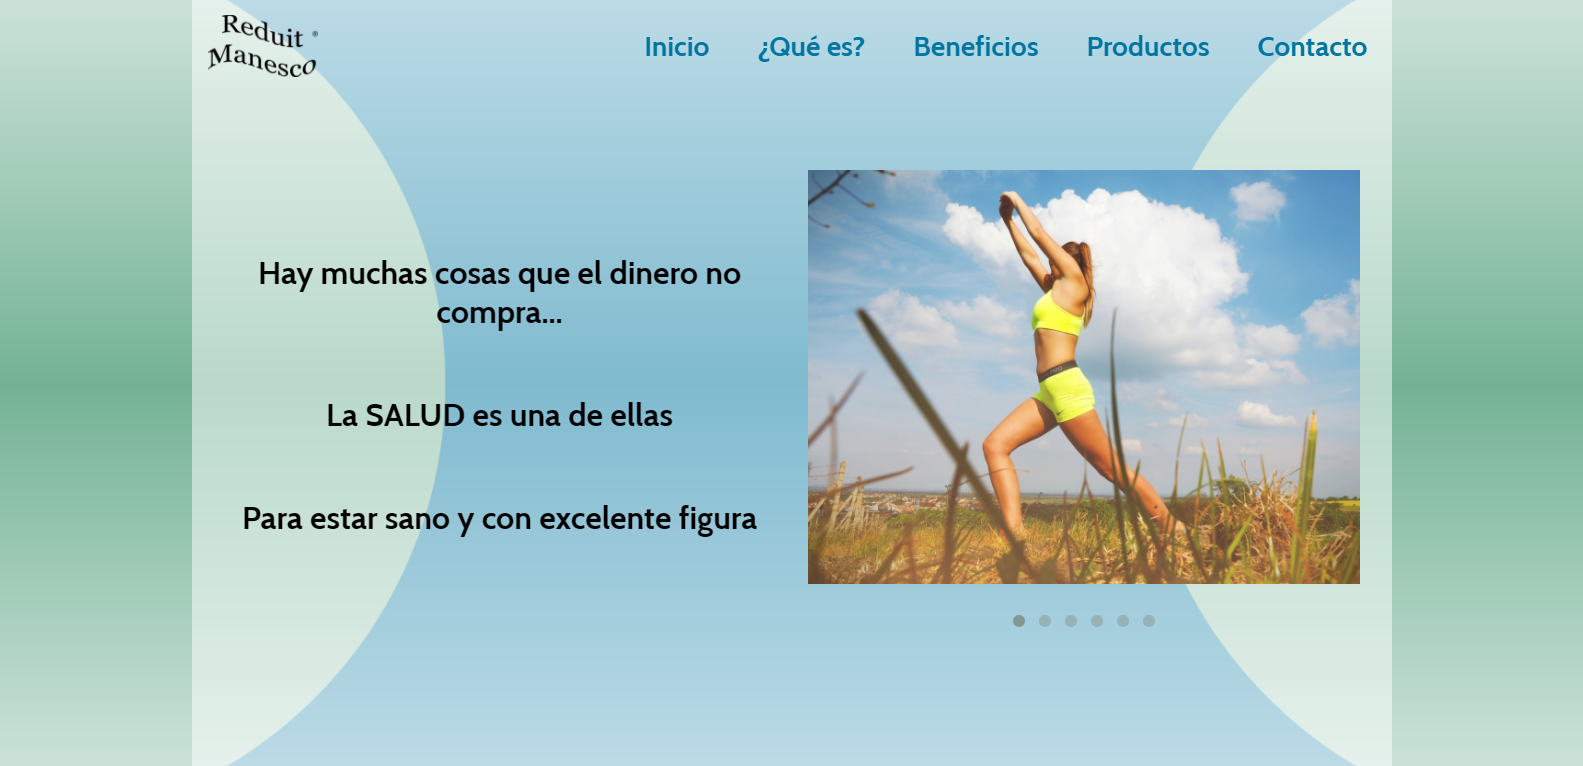 Reduit ®
Manesco
Inicio ¿Qué es? Beneficios Productos Contacto
Hay muchas cosas que el dinero no
compra...
La SALUD es una de ellas
Para estar sano y con excelente figura